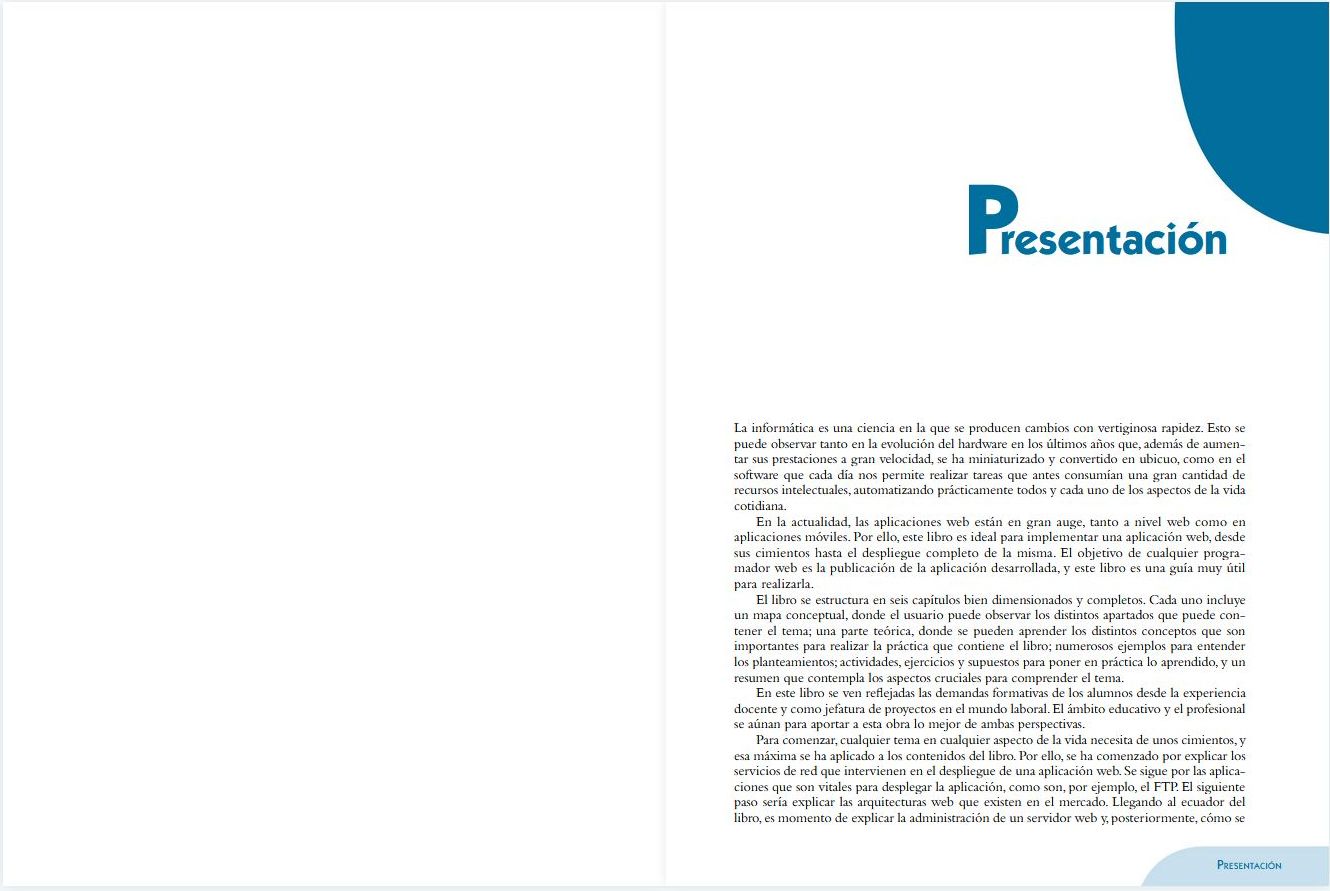 Presentación
La informática es una ciencia en la que se producen cambios con vertiginosa rapidez. Esto se
puede observar tanto en la evolución del hardware en los últimos años que, además de aumen-
tar sus prestaciones a gran velocidad, se ha miniaturizado y convertido en ubicuo, como en el
software que cada día nos permite realizar tareas que antes consumían una gran cantidad de
recursos intelectuales, automatizando prácticamente todos y cada uno de los aspectos de la vida
cotidiana.
En la actualidad, las aplicaciones web están en gran auge, tanto a nivel web como en
aplicaciones móviles. Por ello, este libro es ideal para implementar una aplicación web, desde
sus cimientos hasta el despliegue completo de la misma. El objetivo de cualquier progra-
mador web es la publicación de la aplicación desarrollada, y este libro es una guía muy útil
para realizarla.
El libro se estructura en seis capítulos bien dimensionados y completos. Cada uno incluye
un mapa conceptual, donde el usuario puede observar los distintos apartados que puede con-
tener el tema; una parte teórica, donde se pueden aprender los distintos conceptos que son
importantes para realizar la práctica que contiene el libro; numerosos ejemplos para entender
los planteamientos; actividades, ejercicios y supuestos para poner en práctica lo aprendido, y un
resumen que contempla los aspectos cruciales para comprender el tema.
En este libro se ven reflejadas las demandas formativas de los alumnos desde la experiencia
docente y como jefatura de proyectos en el mundo laboral. El ámbito educativo y el profesional
se aúnan para aportar a esta obra lo mejor de ambas perspectivas.
Para comenzar, cualquier tema en cualquier aspecto de la vida necesita de unos cimientos, y
esa máxima se ha aplicado a los contenidos del libro. Por ello, se ha comenzado por explicar los
servicios de red que intervienen en el despliegue de una aplicación web. Se sigue por las aplica-
ciones que son vitales para desplegar la aplicación, como son, por ejemplo, el FTP. El siguiente
paso sería explicar las arquitecturas web que existen en el mercado. Llegando al ecuador del
libro, es momento de explicar la administración de un servidor web y, posteriormente, cómo se
Presentación